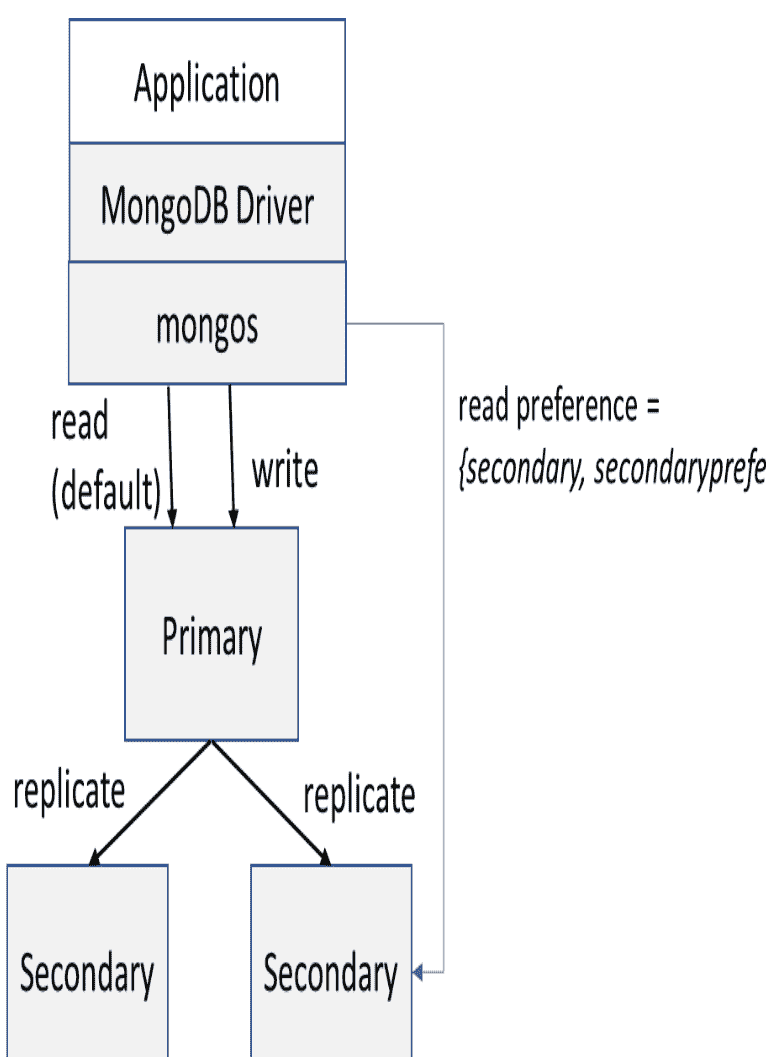 Application
MongoDB Driver
mongos
read
(default)
write
read preference =
{secondary, secondaryprefe
Primary
replicate
replicate
Secondary
Secondary